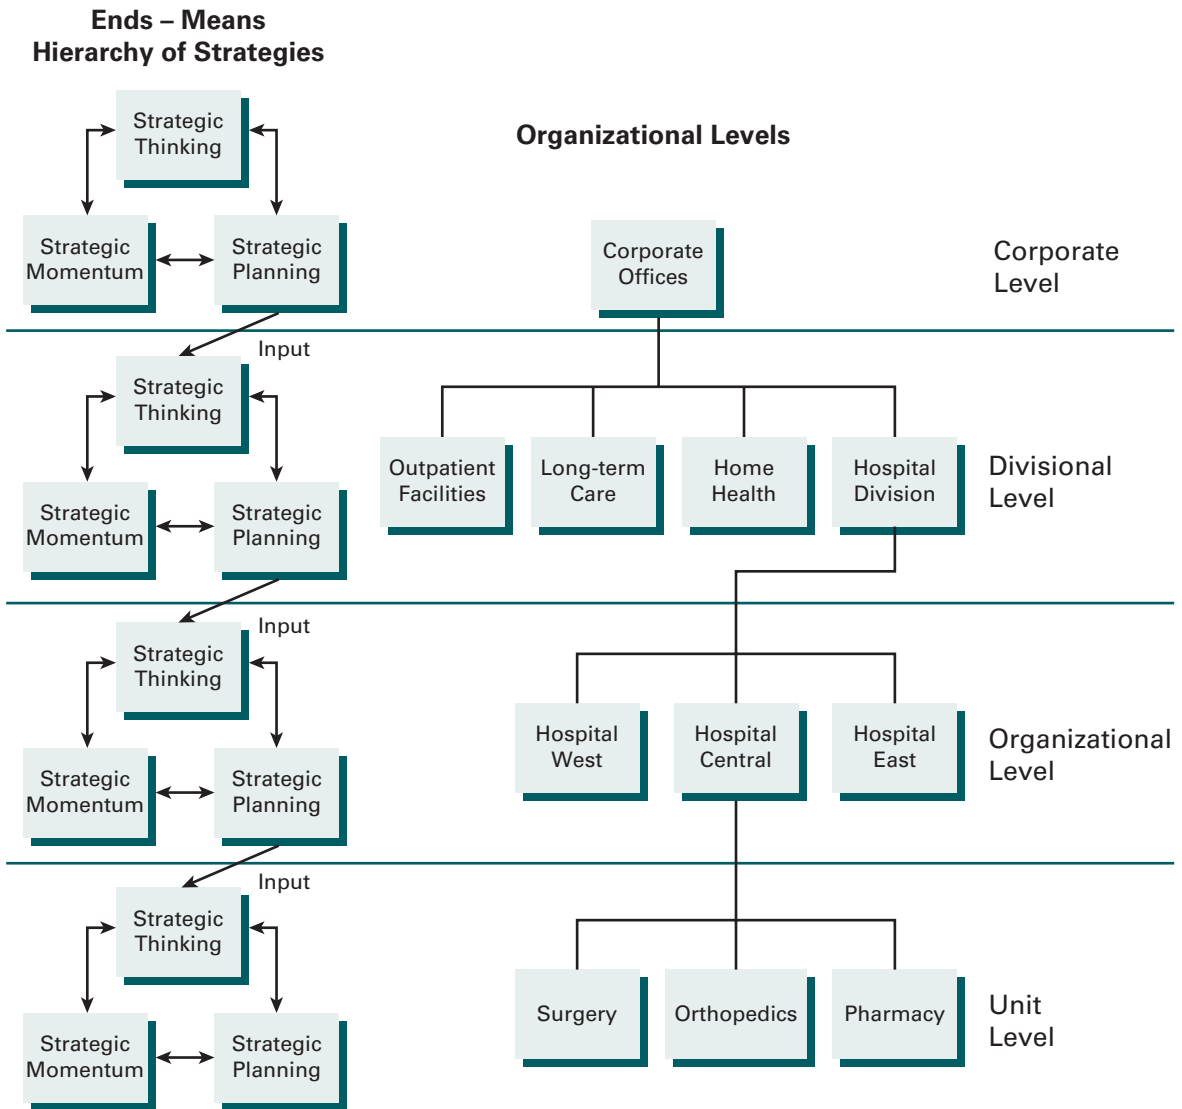 Ends – Means
Hierarchy of Strategies
Strategic
Thinking
Organizational Levels
Strategic
Momentum
Strategic
Planning
Corporate
Offices
Corporate
Level
Input
Strategic
Thinking
Outpatient
Facilities
Long-term
Care
Home
Health
Hospital
Division
Divisional
Level
Strategic
Momentum
Strategic
Planning
Input
Strategic
Thinking
Hospital
West
Hospital
Central
Hospital
East
Organizational
Level
Strategic
Momentum
Strategic
Planning
Input
Strategic
Thinking
Surgery
Orthopedics
Pharmacy
Unit
Level
Strategic
Momentum
Strategic
Planning